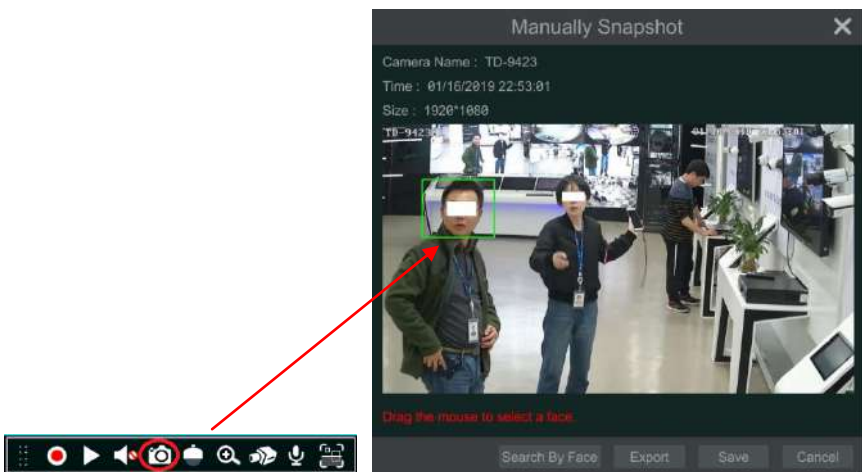 Manually Snapshot
Camera Name : TD-9423
Time : 01/16/2019 22:53:01
Size : 1920*1080
TD-9423
Drag the mouse to select a face.
Search By Face
Export
Save
Cancel